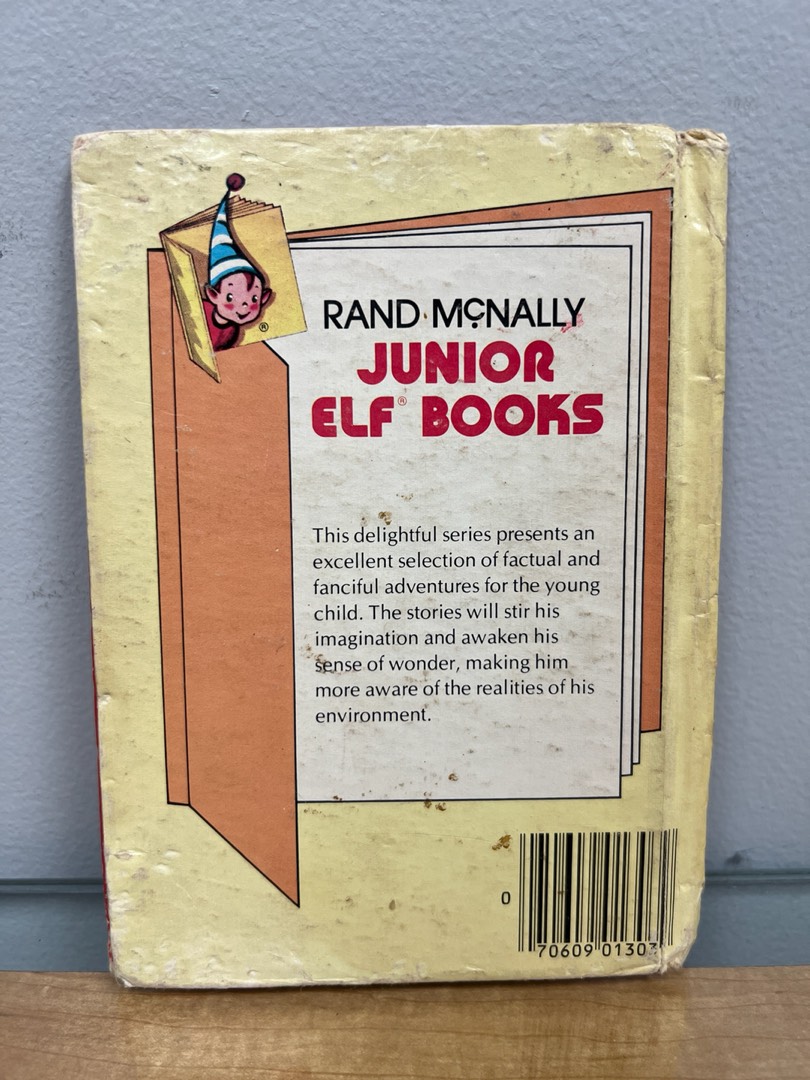 ®
RAND McNALLY
JUNIOR
ELF® BOOKS
This delightful series presents an
excellent selection of factual and
fanciful adventures for the young
child. The stories will stir his
imagination and awaken his
sense of wonder, making him
more aware of the realities of his
environment.
0 70609 01303